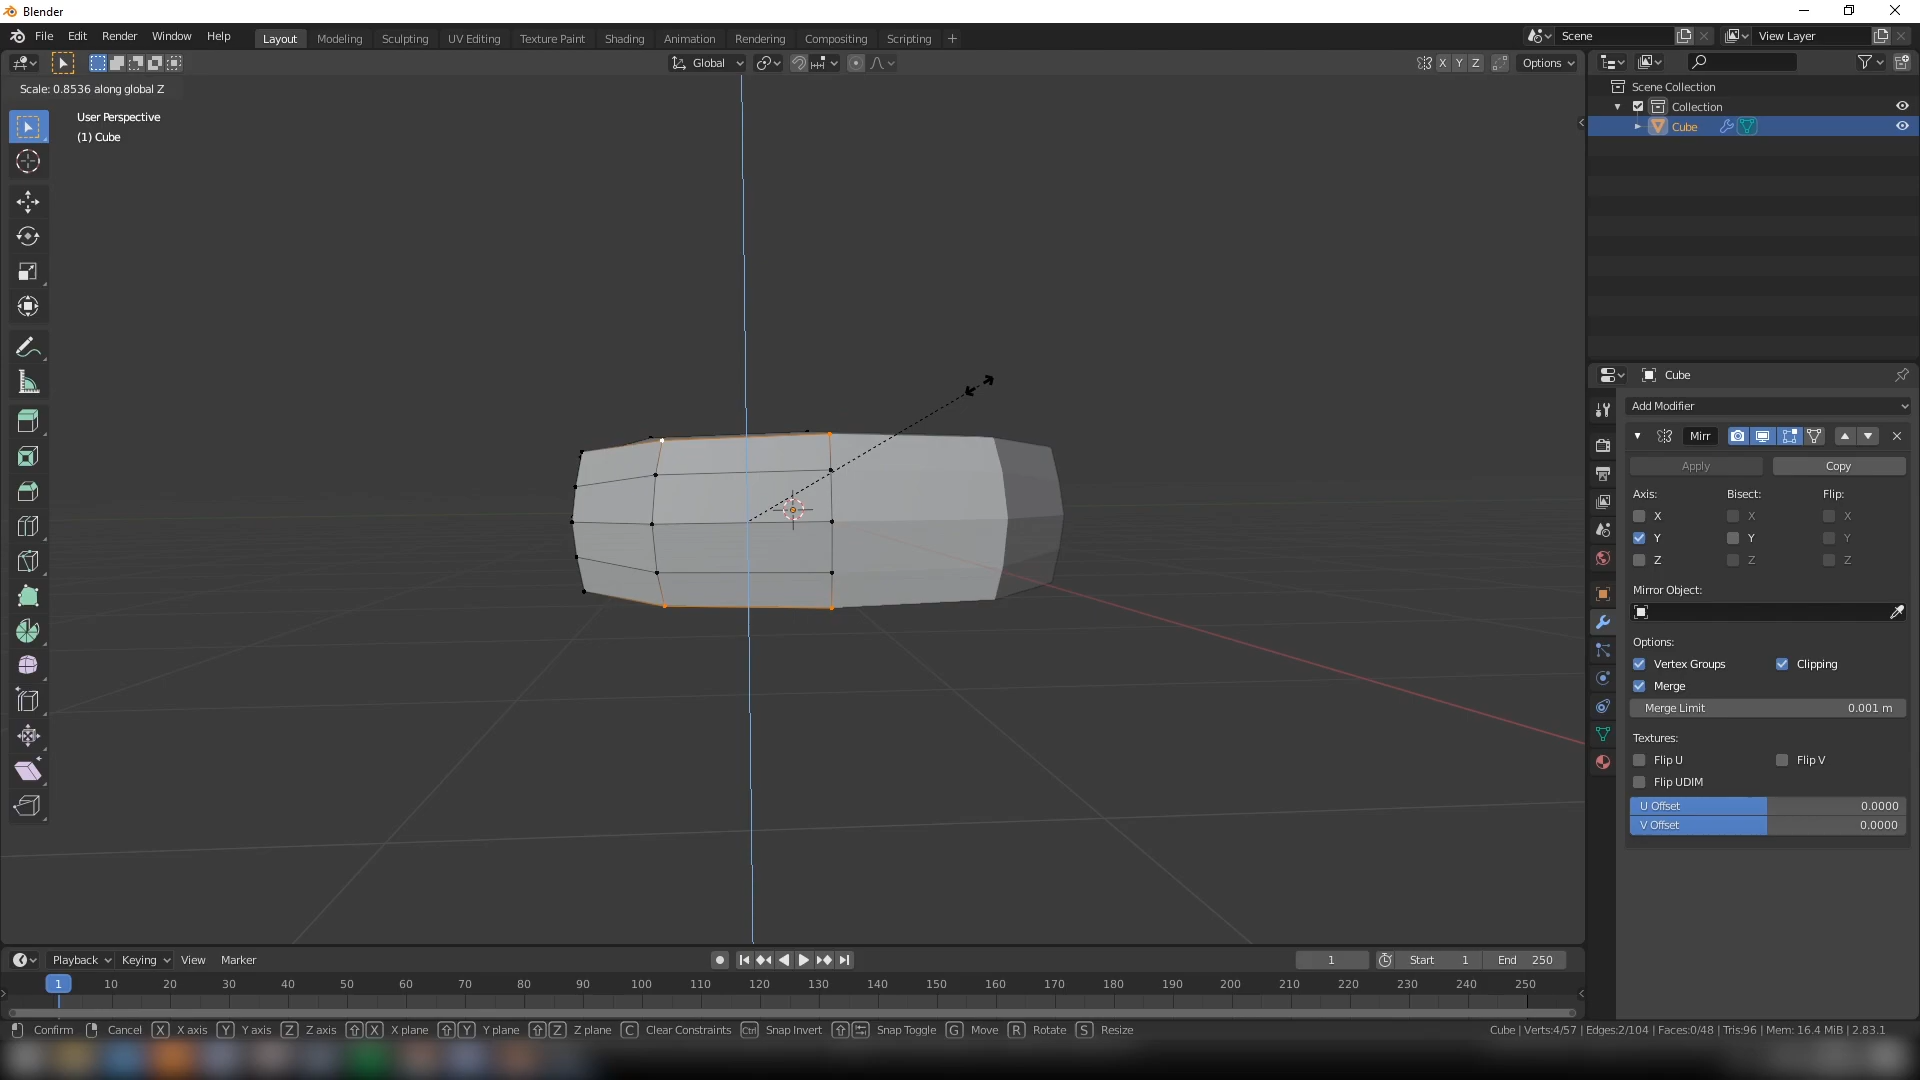 Blender
File Edit Render Window Help
Layout Modeling Sculpting UV Editing Texture Paint Shading Animation Rendering Compositing Scripting +
Scene
View Layer
Global
X Y Z
Options
Scale: 0.8536 along global Z
User Perspective
(1) Cube
Scene Collection
Collection
Cube
Cube
Add Modifier
Mirr
Apply Copy
Axis: Bisect: Flip:
X X X
Y Y Y
Z Z Z
Mirror Object:
Options:
Vertex Groups Clipping
Merge
Merge Limit 0.001 m
Textures:
Flip U Flip V
Flip UDIM
U Offset 0.0000
V Offset 0.0000
Playback Keying View Marker
1 Start 1 End 250
1 10 20 30 40 50 60 70 80 90 100 110 120 130 140 150 160 170 180 190 200 210 220 230 240 250
Confirm Cancel X X axis Y Y axis Z Z axis X X plane Y Y plane Z Z plane C Clear Constraints Ctrl Snap Invert Snap Toggle G Move R Rotate S Resize
Cube | Verts:4/57 | Edges:2/104 | Faces:0/48 | Tris:96 | Mem: 16.4 MiB | 2.83.1